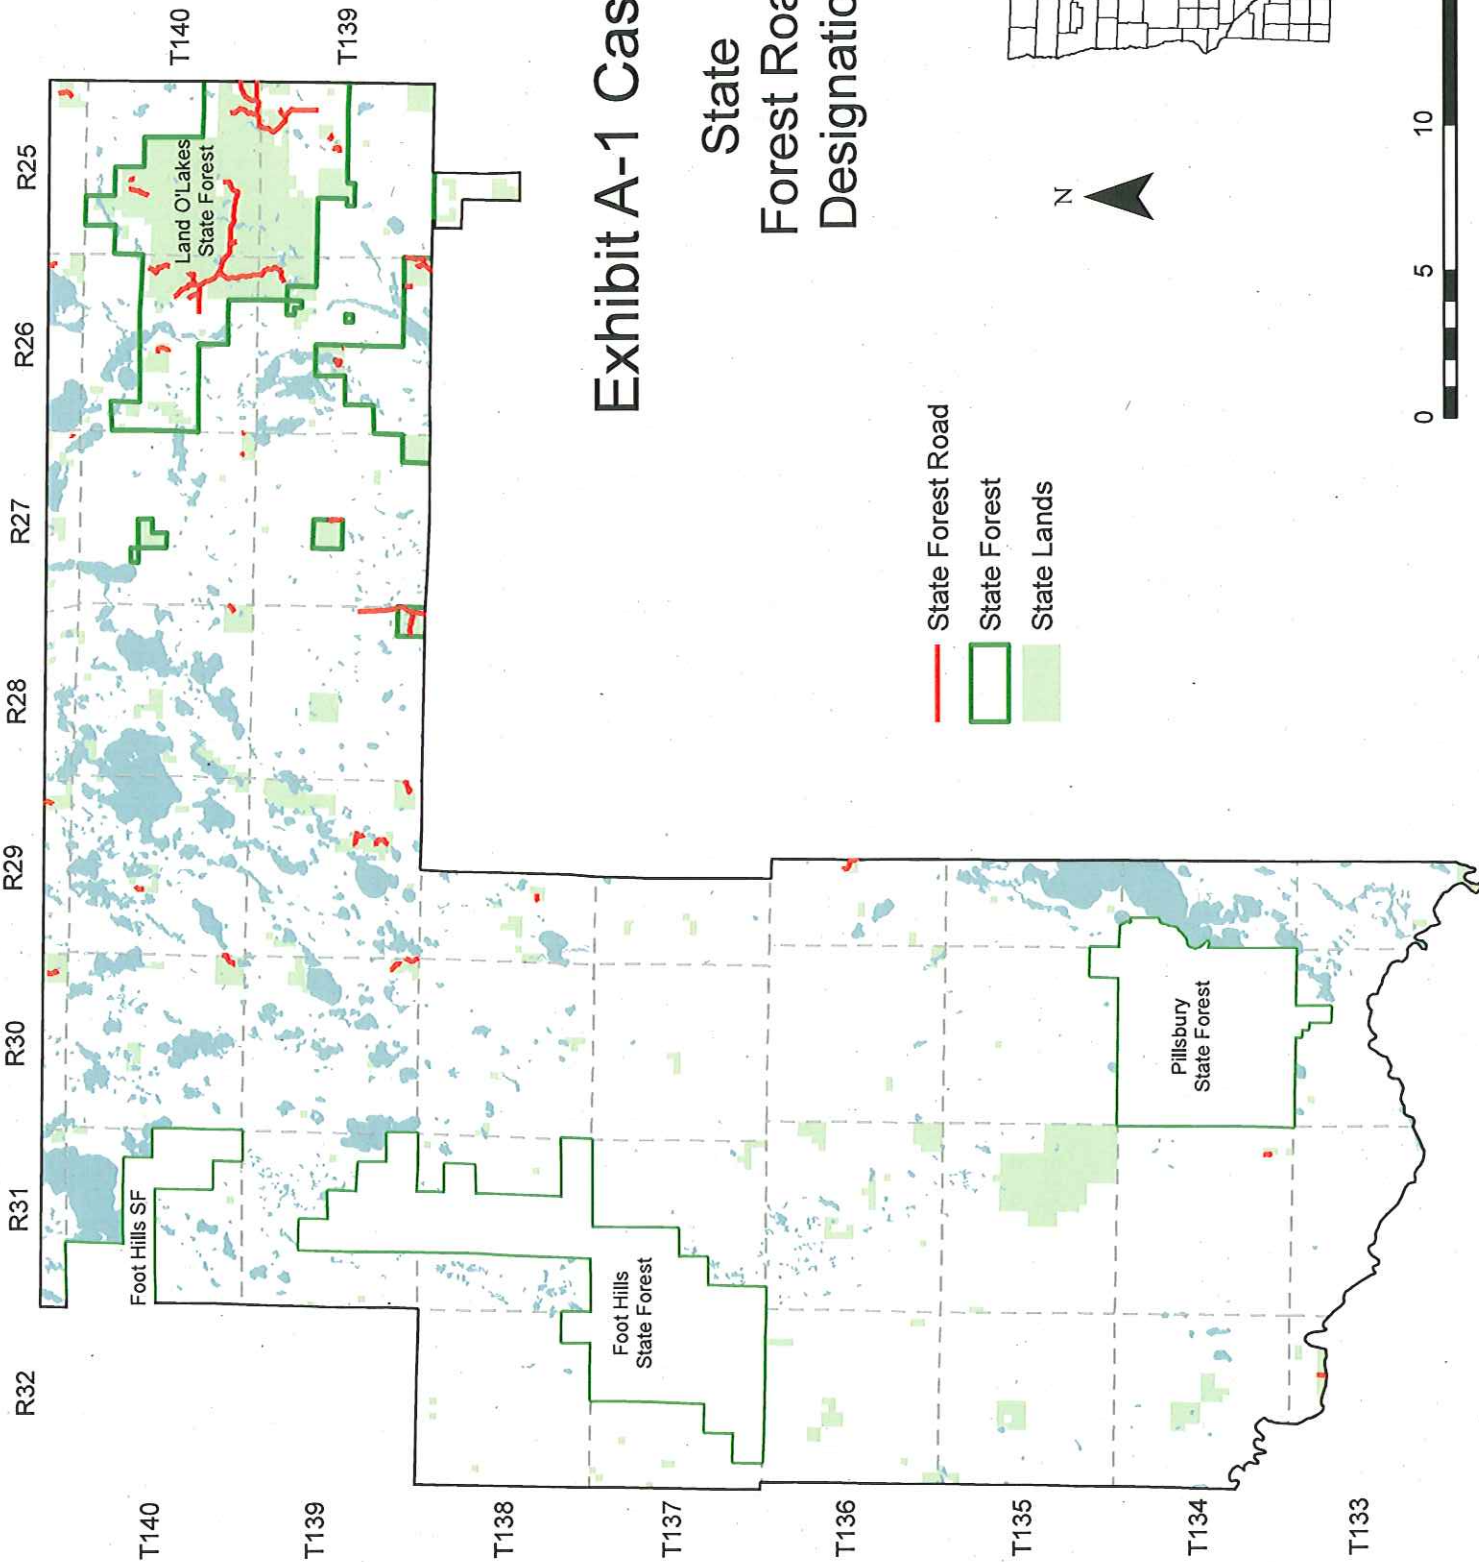 R32
R31
R30
R29
R28
R27
R26
R25
T140
T139
T138
T137
T136
T135
T134
T133
T140
T139
Foot Hills SF
Foot Hills
State Forest
Pillsbury
State Forest
Land O'Lakes
State Forest
Exhibit A-1 Cas
State
Forest Roa
Designatio
N
State Forest Road
State Forest
State Lands
0
5
10